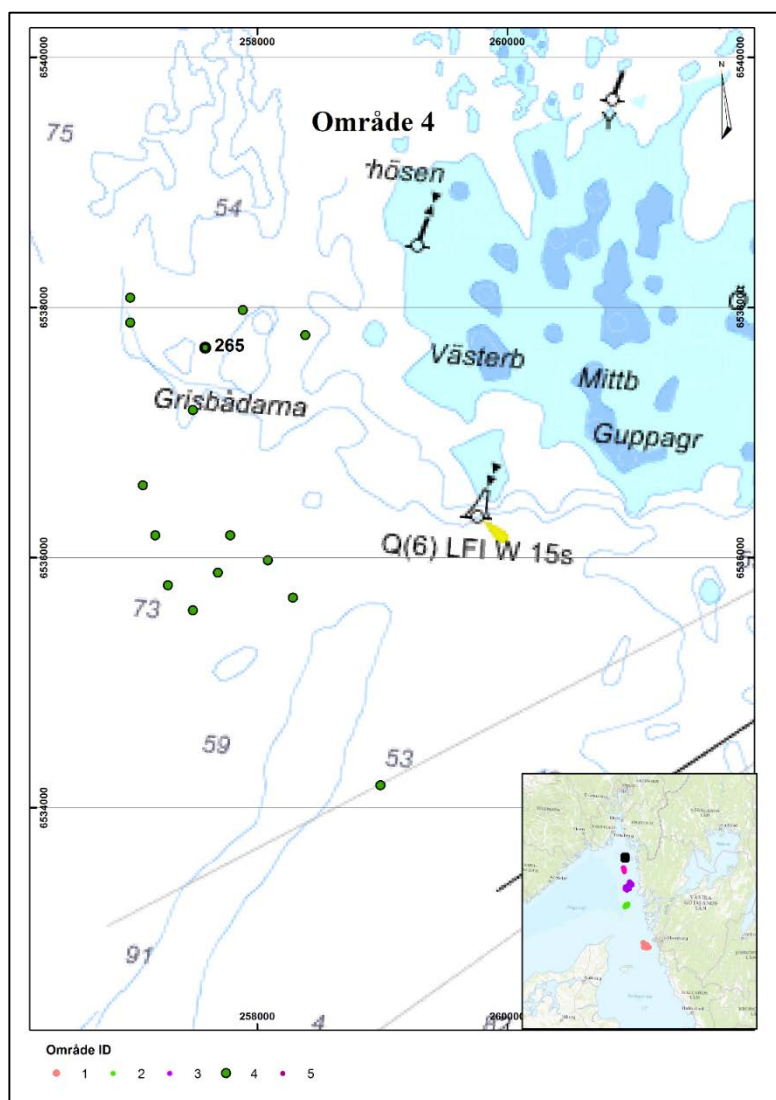 258000 260000
6540000 6540000
N
Område 4
75
Y
rhösen
54
6538000 6538000
265
Västerb
Mittb
Grisbådarna
Guppagr
6536000 6536000
Q(6) LFl W 15s
73
59
53
6534000
91
4
258000 260000
Område ID
1 2 3 4 5